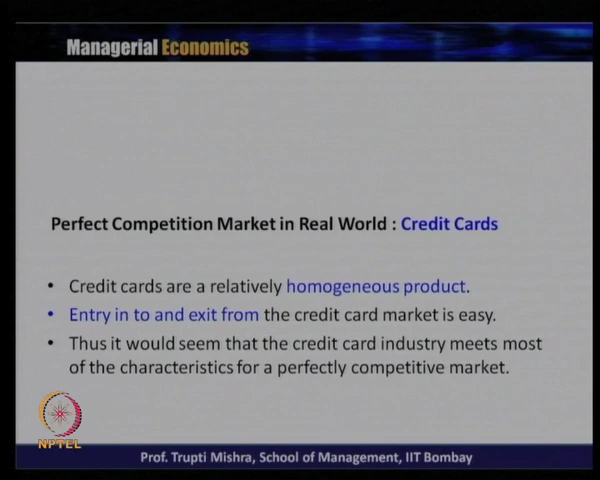 Managerial Economics
Perfect Competition Market in Real World : Credit Cards
• Credit cards are a relatively homogeneous product.
• Entry in to and exit from the credit card market is easy.
• Thus it would seem that the credit card industry meets most
of the characteristics for a perfectly competitive market.
NPTEL
Prof. Trupti Mishra, School of Management, IIT Bombay